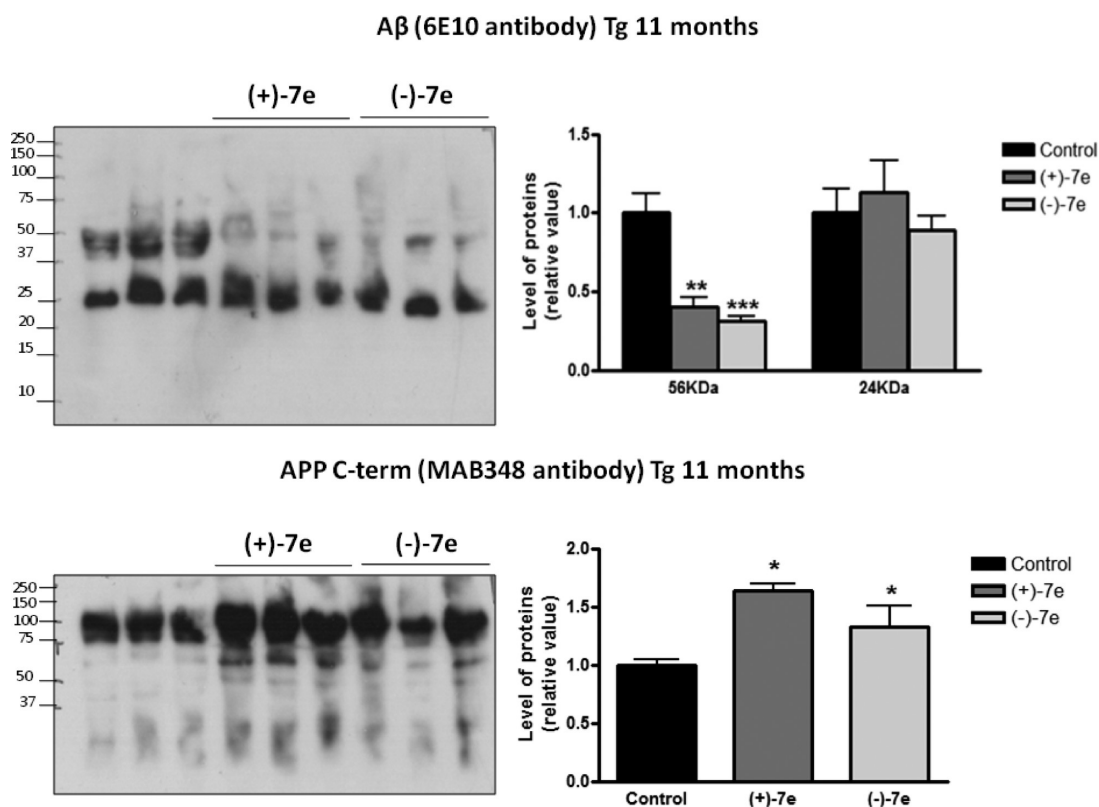 Aβ (6E10 antibody) Tg 11 months
(+)-7e
(-)-7e
250
150
100
75
50
37
25
20
15
10
Level of proteins
(relative value)
1.5
1.0
0.5
0.0
**
***
56KDa
24KDa
Control
(+)-7e
(-)-7e
APP C-term (MAB348 antibody) Tg 11 months
(+)-7e
(-)-7e
250
150
100
75
50
37
Level of proteins
(relative value)
2.0
1.5
1.0
0.5
0.0
*
*
Control
(+)-7e
(-)-7e
Control
(+)-7e
(-)-7e